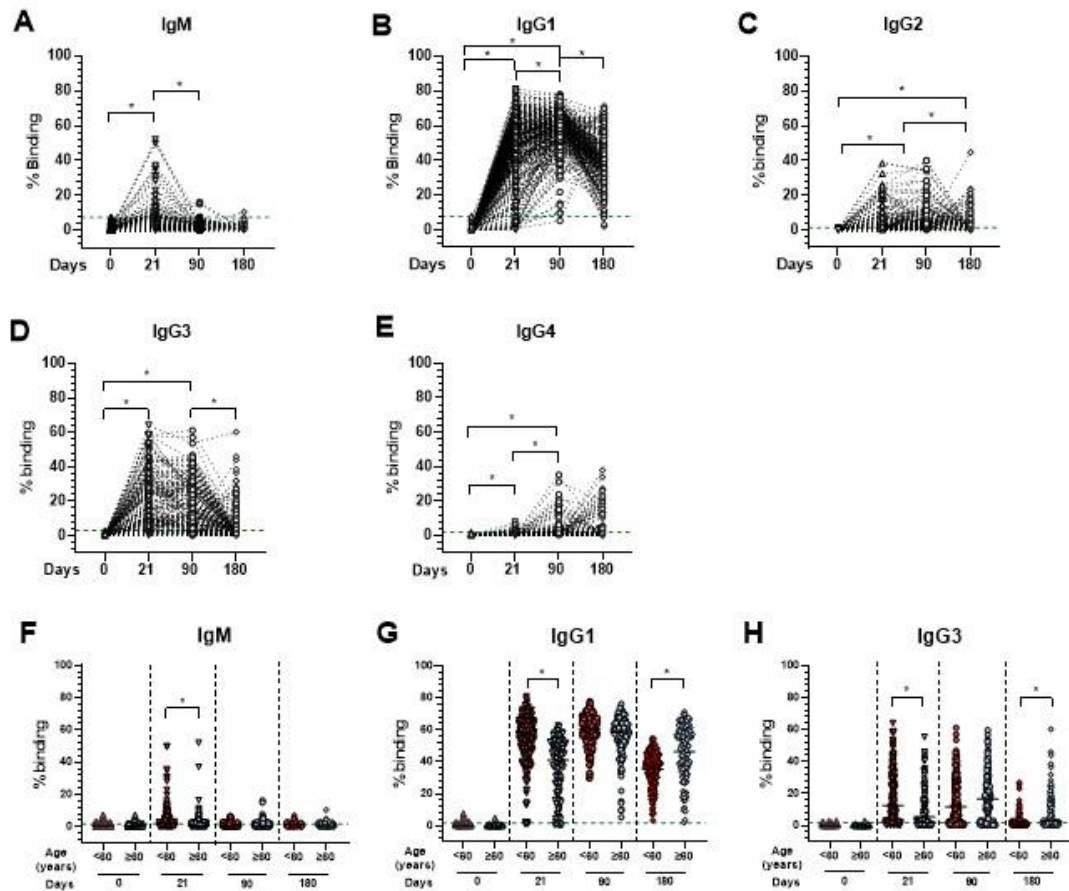 A IgM
% Binding
100
80
60
40
20
0
* *
Days 0 21 90 180
B IgG1
% Binding
100
80
60
40
20
0
* * * *
Days 0 21 90 180
C IgG2
% binding
100
80
60
40
20
0
* * *
Days 0 21 90 180
D IgG3
% binding
100
80
60
40
20
0
* * *
Days 0 21 90 180
E IgG4
% binding
100
80
60
40
20
0
* * *
Days 0 21 90 180
F IgM
% binding
100
80
60
40
20
0
*
Age (years) <60 ≥60 <60 ≥60 <60 ≥60 <60 ≥60
Days 0 21 90 180
G IgG1
% binding
100
80
60
40
20
0
* *
Age (years) <60 ≥60 <60 ≥60 <60 ≥60 <60 ≥60
Days 0 21 90 180
H IgG3
% binding
100
80
60
40
20
0
* *
Age (years) <60 ≥60 <60 ≥60 <60 ≥60 <60 ≥60
Days 0 21 90 180